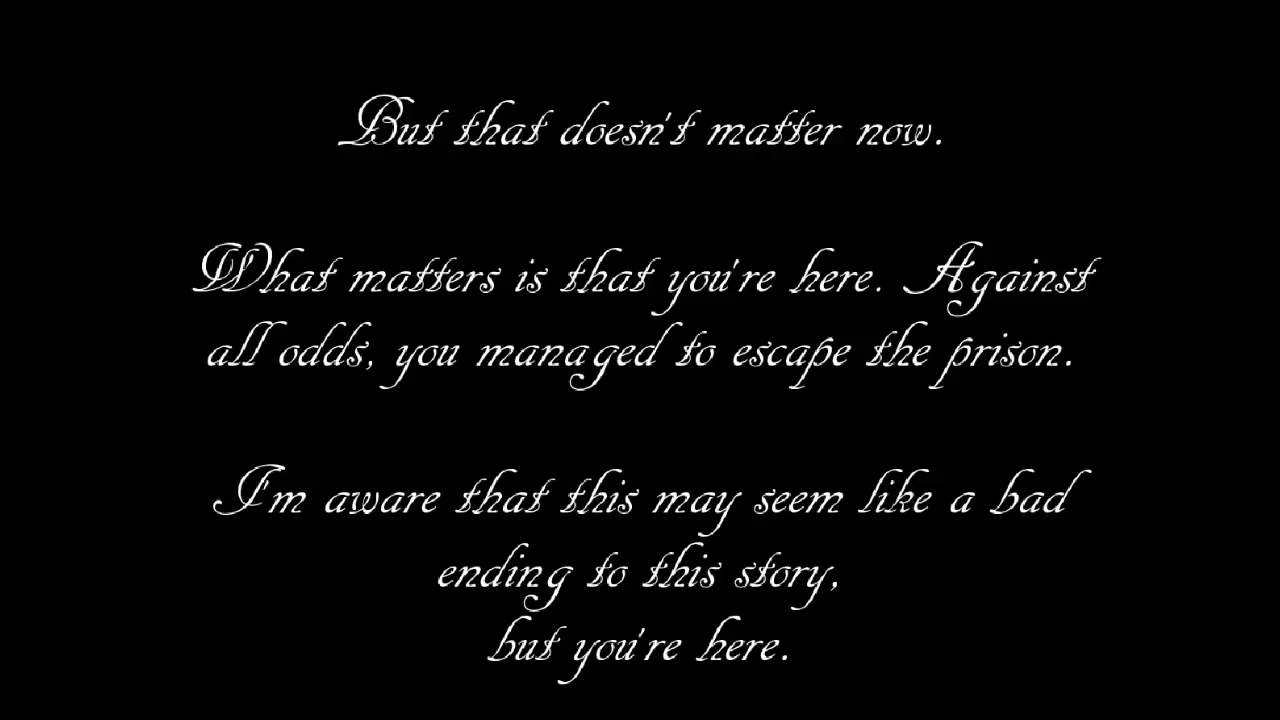 But that doesn't matter now.
What matters is that you're here. Against
all odds, you managed to escape the prison.
I'm aware that this may seem like a bad
ending to this story,
but you're here.